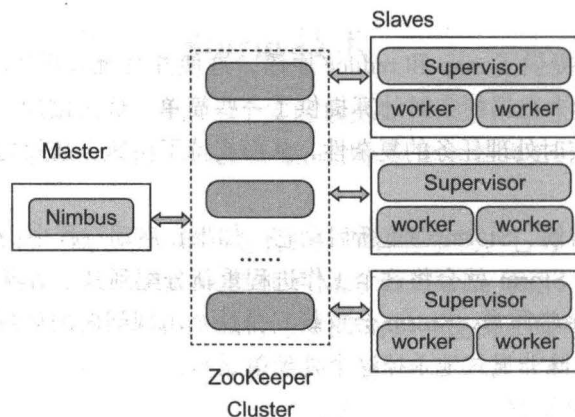 Slaves
Supervisor
worker worker
Master
Nimbus
Supervisor
worker worker
......
Supervisor
worker worker
ZooKeeper
Cluster